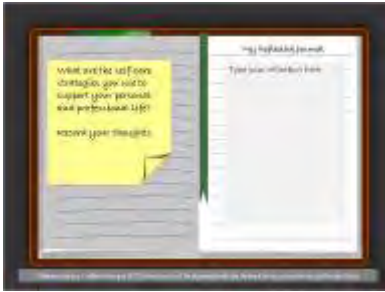 What are the self-care
strategies you use to
support your personal
and professional life?
Record your thoughts.
My Reflective Journal
Type your reflection here